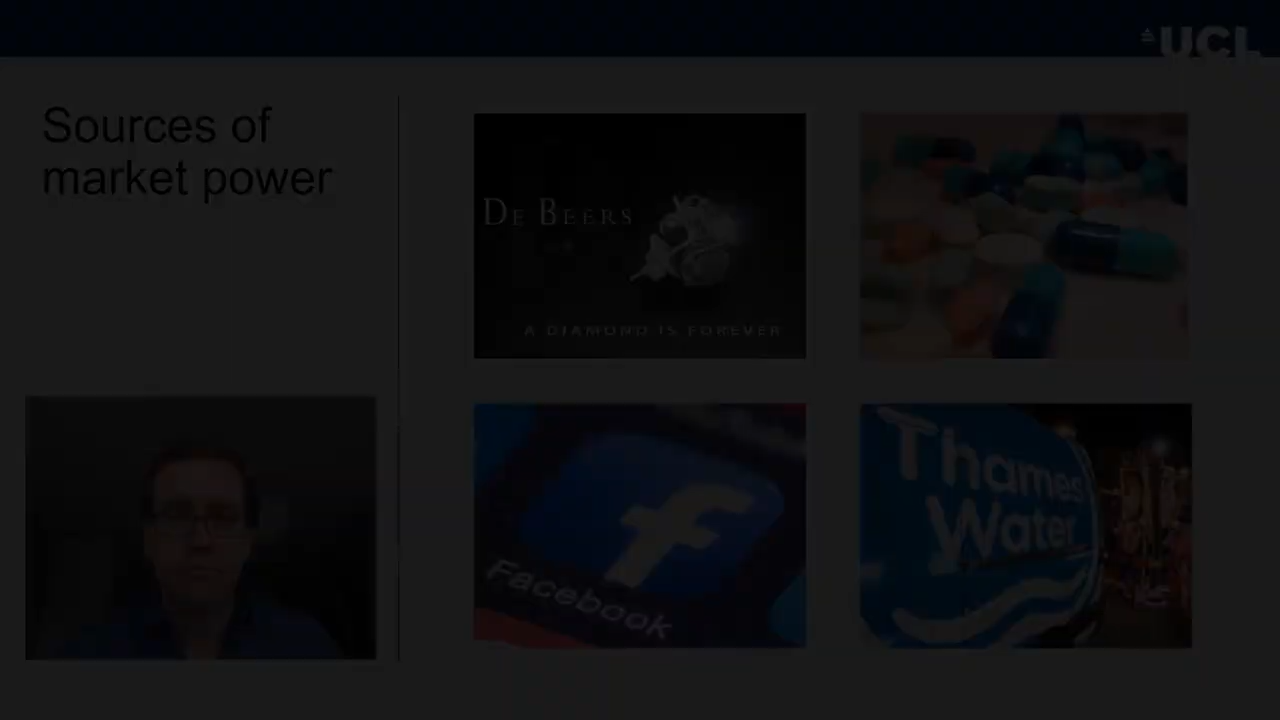 UCL
Sources of
market power
DE BEERS
A DIAMOND IS FOREVER
Facebook
Thames
Water